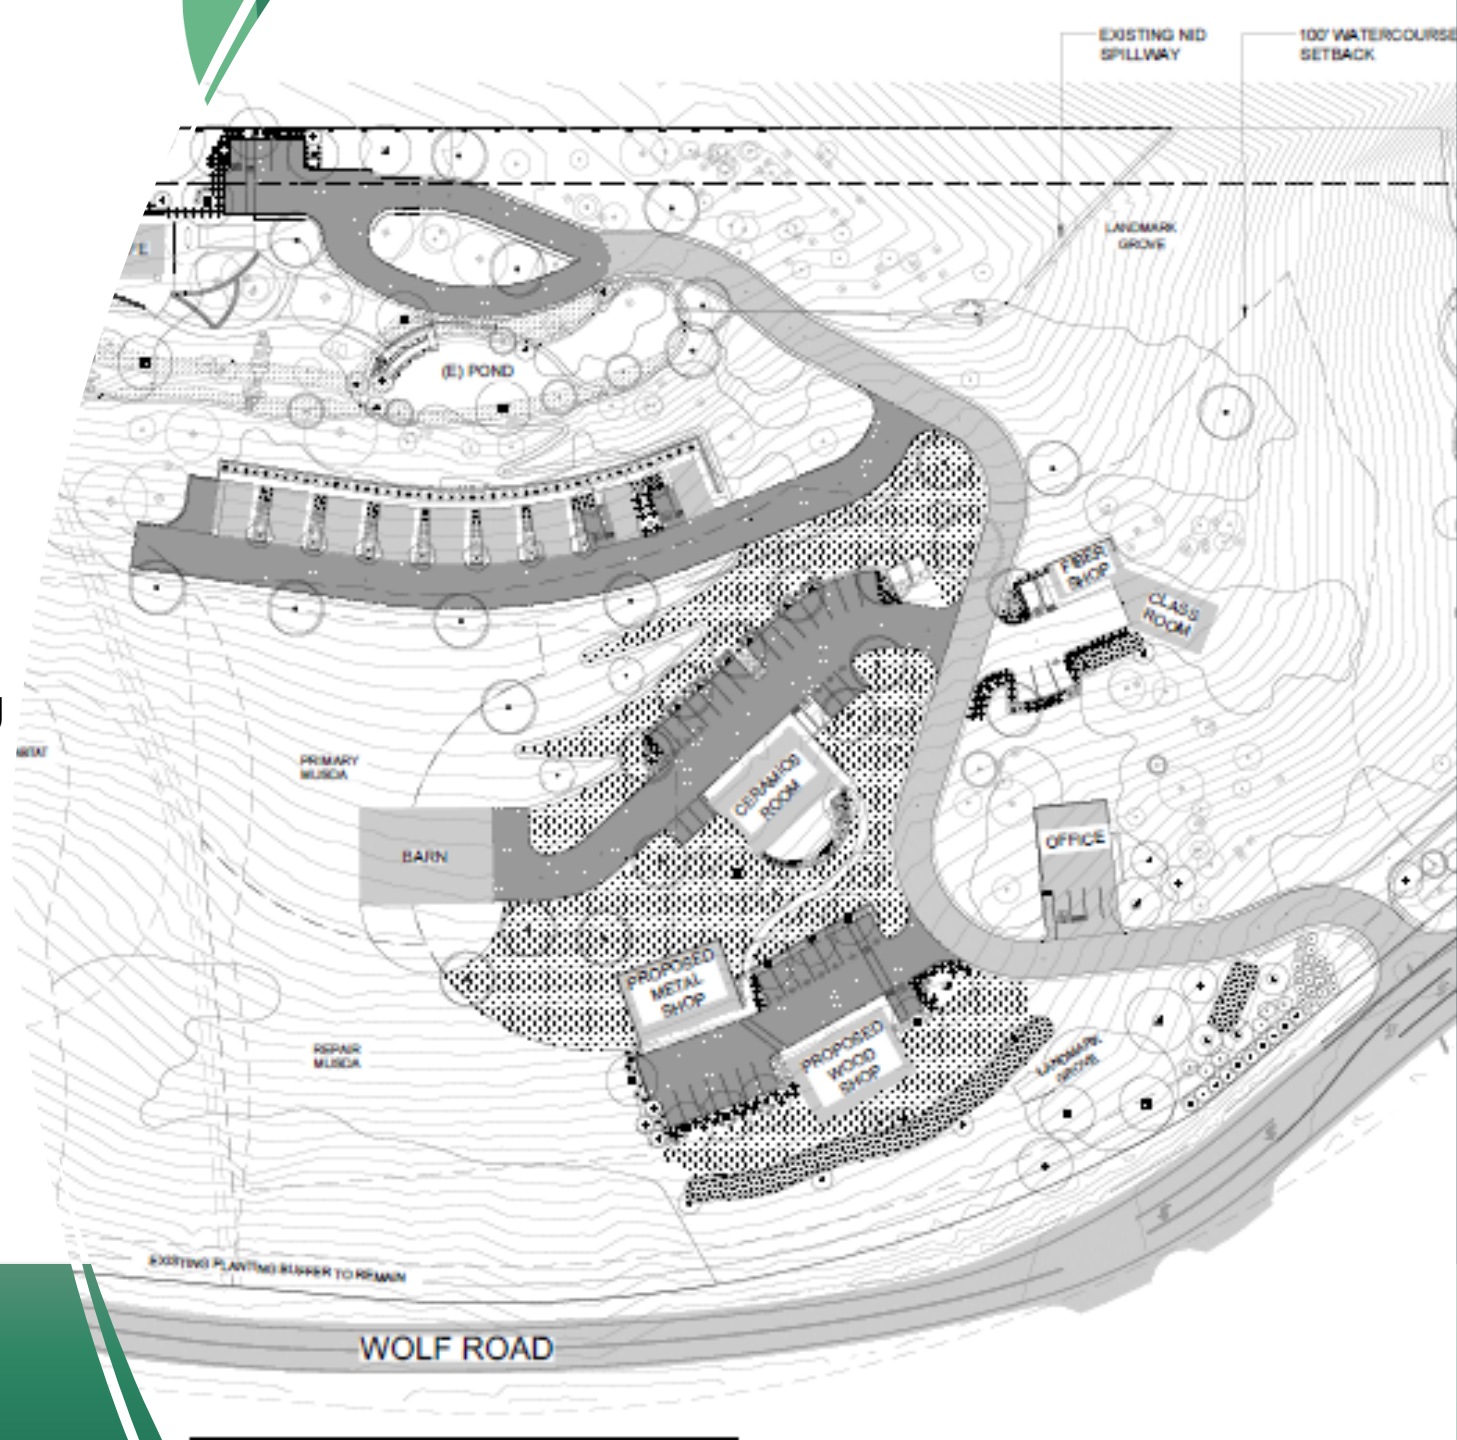 EXISTING NID
SPILLWAY
100' WATERCOURSE
SETBACK
LANDMARK
GROVE
(E) POND
FIBER
SHOP
CLASS
ROOM
PRIMARY
MUSDA
CERAMICS
ROOM
BARN
OFFICE
PROPOSED
METAL
SHOP
PROPOSED
WOOD
SHOP
REPAIR
MUSDA
LANDMARK
GROVE
EXISTING PLANTING BUFFER TO REMAIN
WOLF ROAD